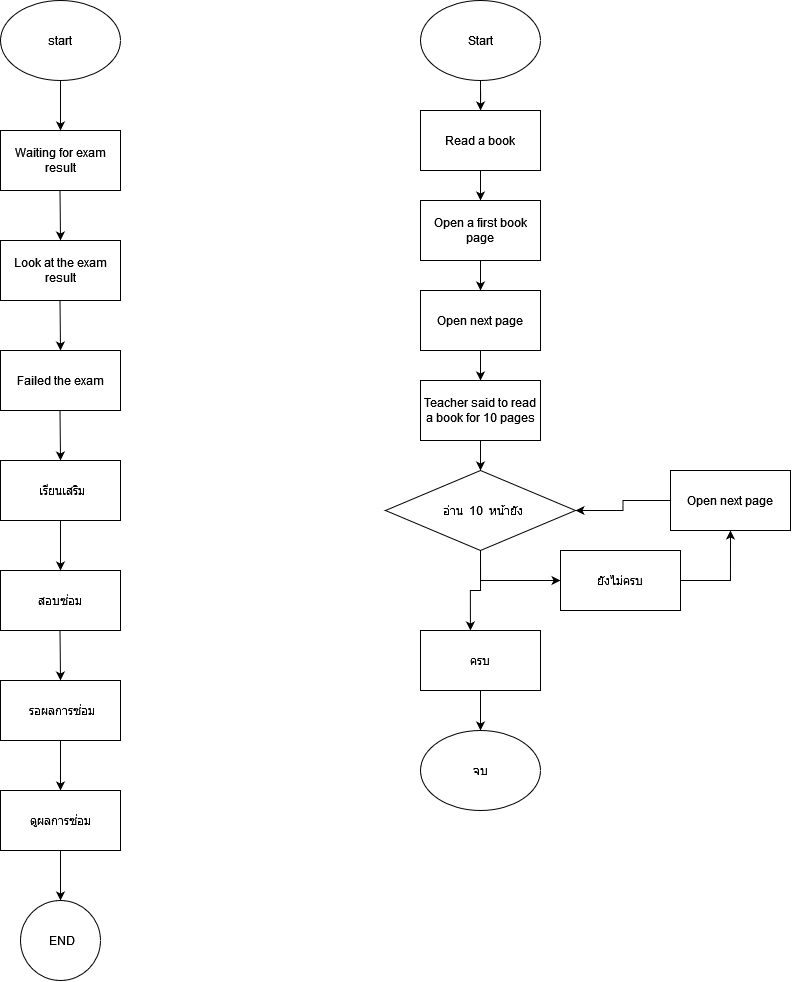 start
Waiting for exam
result
Look at the exam
result
Failed the exam
เรียนเสริม
สอบซ่อม
รอผลการซ่อม
ดูผลการซ่อม
END
Start
Read a book
Open a first book
page
Open next page
Teacher said to read
a book for 10 pages
อ่าน 10 หน้ายัง
Open next page
ยังไม่ครบ
ครบ
จบ